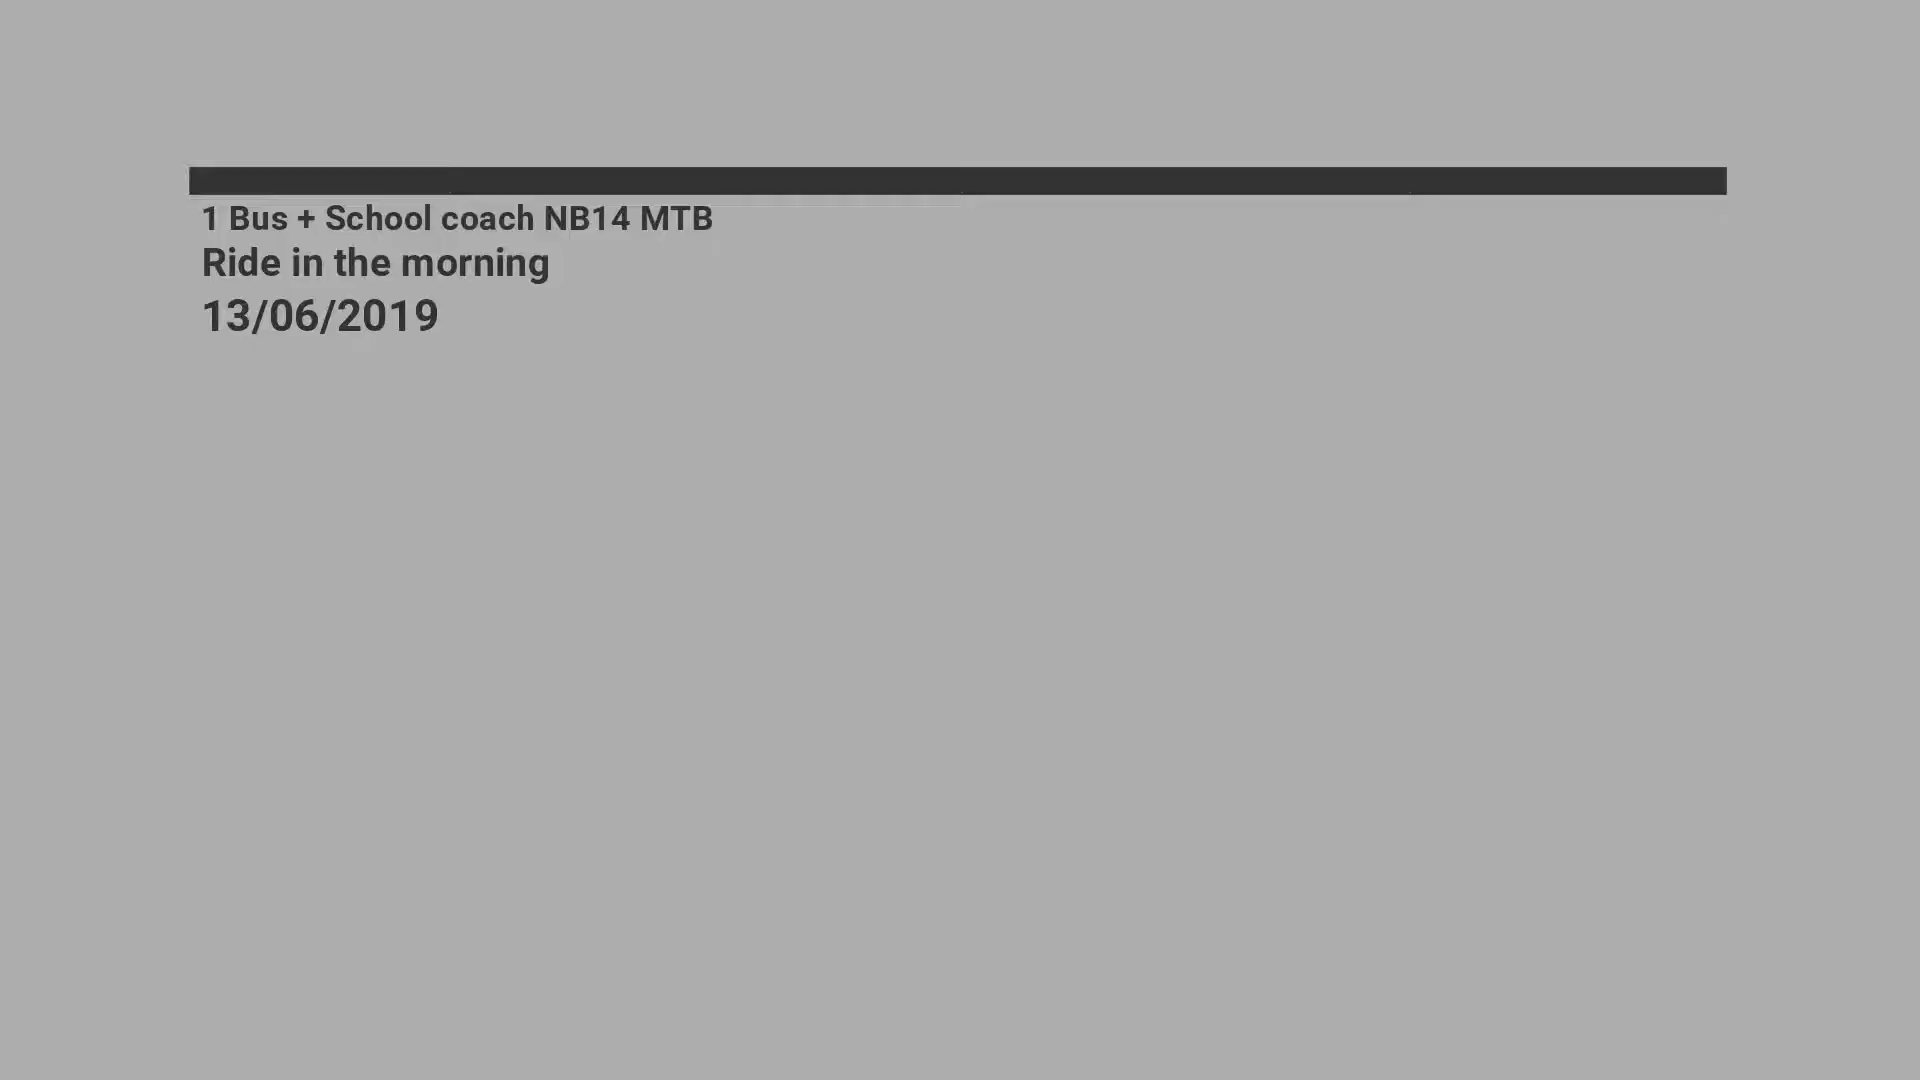 1 Bus + School coach NB14 MTB
Ride in the morning
13/06/2019